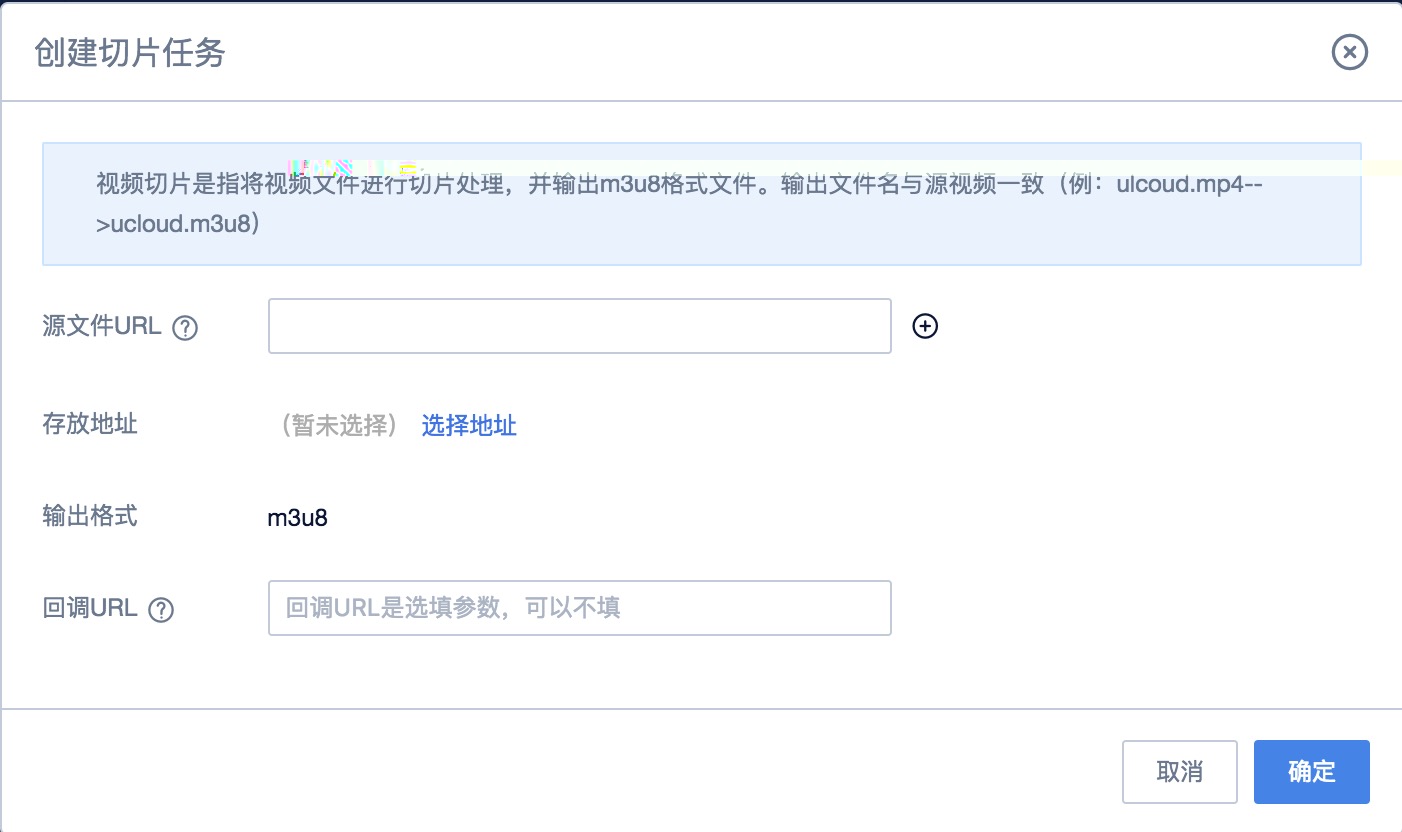 创建切片任务
视频切片是指将视频文件进行切片处理，并输出m3u8格式文件。输出文件名与源视频一致（例：ulcoud.mp4--
>ucloud.m3u8）
源文件URL
存放地址 （暂未选择） 选择地址
输出格式 m3u8
回调URL 回调URL是选填参数，可以不填
取消 确定